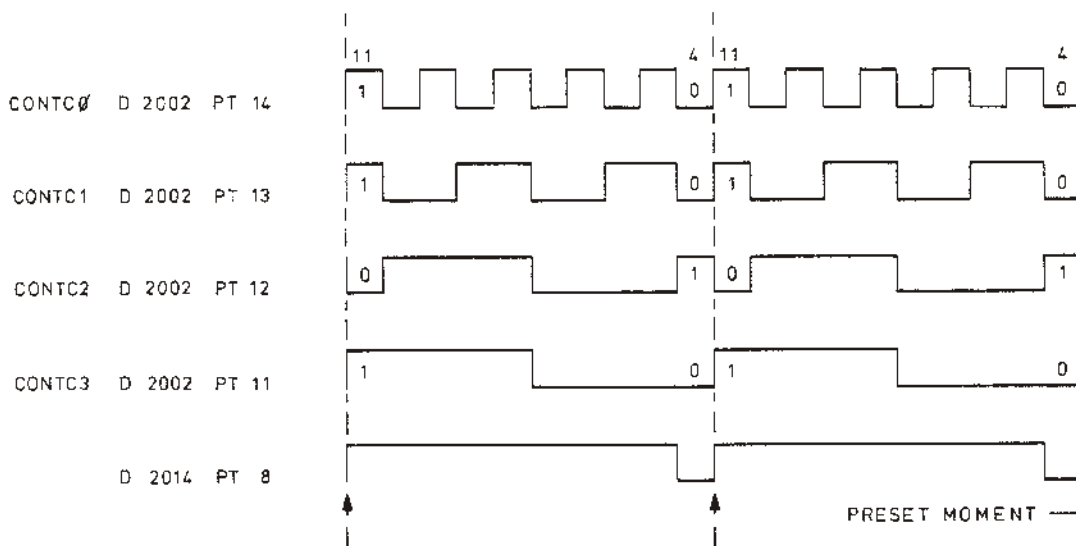 11 4 11 4
CONTCØ D 2002 PT 14 1 0 1 0
CONTC1 D 2002 PT 13 1 0 1 0
CONTC2 D 2002 PT 12 0 1 0 1
CONTC3 D 2002 PT 11 1 0 1 0
D 2014 PT 8
PRESET MOMENT